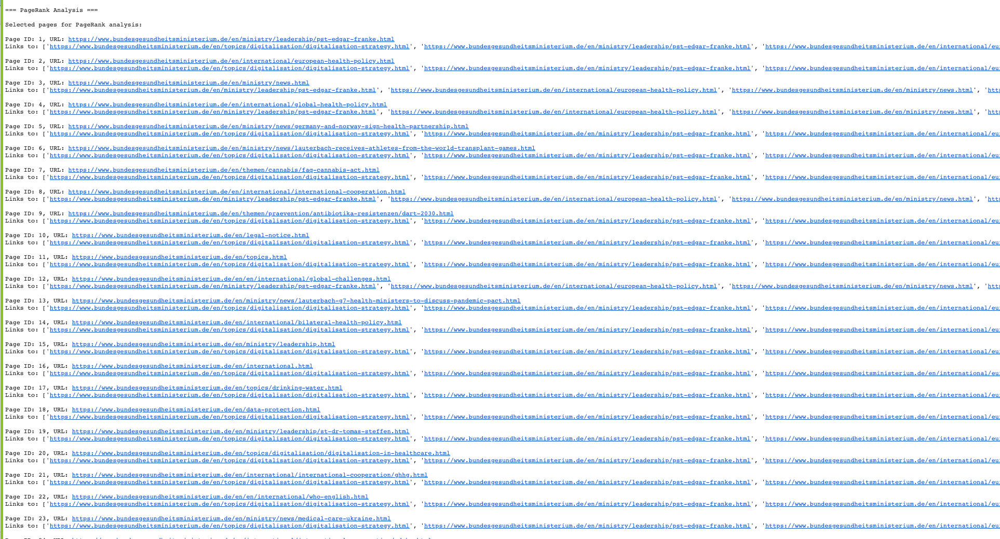 === PageRank Analysis ===
Selected pages for PageRank analysis:
Page ID: 1, URL: https://www.bundesgesundheitsministerium.de/en/ministry/leadership/pst-edgar-franke.html
Links to: ['https://www.bundesgesundheitsministerium.de/en/topics/digitalisation/digitalisation-strategy.html', 'https://www.bundesgesundheitsministerium.de/en/ministry/leadership/pst-edgar-franke.html', 'https://www.bundesgesundheitsministerium.de/en/international/eu
Page ID: 2, URL: https://www.bundesgesundheitsministerium.de/en/international/european-health-policy.html
Links to: ['https://www.bundesgesundheitsministerium.de/en/topics/digitalisation/digitalisation-strategy.html', 'https://www.bundesgesundheitsministerium.de/en/ministry/leadership/pst-edgar-franke.html', 'https://www.bundesgesundheitsministerium.de/en/international/eu
Page ID: 3, URL: https://www.bundesgesundheitsministerium.de/en/ministry/news.html
Links to: ['https://www.bundesgesundheitsministerium.de/en/ministry/leadership/pst-edgar-franke.html', 'https://www.bundesgesundheitsministerium.de/en/international/european-health-policy.html', 'https://www.bundesgesundheitsministerium.de/en/ministry/news.html', 'htt
Page ID: 4, URL: https://www.bundesgesundheitsministerium.de/en/international/global-health-policy.html
Links to: ['https://www.bundesgesundheitsministerium.de/en/ministry/leadership/pst-edgar-franke.html', 'https://www.bundesgesundheitsministerium.de/en/international/european-health-policy.html', 'https://www.bundesgesundheitsministerium.de/en/ministry/news.html', 'htt
Page ID: 5, URL: https://www.bundesgesundheitsministerium.de/en/ministry/news/germany-and-norway-sign-health-partnership.html
Links to: ['https://www.bundesgesundheitsministerium.de/en/topics/digitalisation/digitalisation-strategy.html', 'https://www.bundesgesundheitsministerium.de/en/ministry/leadership/pst-edgar-franke.html', 'https://www.bundesgesundheitsministerium.de/en/international/eu
Page ID: 6, URL: https://www.bundesgesundheitsministerium.de/en/ministry/news/lauterbach-receives-athletes-from-the-world-transplant-games.html
Links to: ['https://www.bundesgesundheitsministerium.de/en/topics/digitalisation/digitalisation-strategy.html', 'https://www.bundesgesundheitsministerium.de/en/ministry/leadership/pst-edgar-franke.html', 'https://www.bundesgesundheitsministerium.de/en/international/eu
Page ID: 7, URL: https://www.bundesgesundheitsministerium.de/en/themen/cannabis/faq-cannabis-act.html
Links to: ['https://www.bundesgesundheitsministerium.de/en/topics/digitalisation/digitalisation-strategy.html', 'https://www.bundesgesundheitsministerium.de/en/ministry/leadership/pst-edgar-franke.html', 'https://www.bundesgesundheitsministerium.de/en/international/eu
Page ID: 8, URL: https://www.bundesgesundheitsministerium.de/en/international/international-cooperation.html
Links to: ['https://www.bundesgesundheitsministerium.de/en/ministry/leadership/pst-edgar-franke.html', 'https://www.bundesgesundheitsministerium.de/en/international/european-health-policy.html', 'https://www.bundesgesundheitsministerium.de/en/ministry/news.html', 'htt
Page ID: 9, URL: https://www.bundesgesundheitsministerium.de/en/themen/praevention/antibiotika-resistenzen/dart-2030.html
Links to: ['https://www.bundesgesundheitsministerium.de/en/topics/digitalisation/digitalisation-strategy.html', 'https://www.bundesgesundheitsministerium.de/en/ministry/leadership/pst-edgar-franke.html', 'https://www.bundesgesundheitsministerium.de/en/international/eu
Page ID: 10, URL: https://www.bundesgesundheitsministerium.de/en/legal-notice.html
Links to: ['https://www.bundesgesundheitsministerium.de/en/topics/digitalisation/digitalisation-strategy.html', 'https://www.bundesgesundheitsministerium.de/en/ministry/leadership/pst-edgar-franke.html', 'https://www.bundesgesundheitsministerium.de/en/international/eu
Page ID: 11, URL: https://www.bundesgesundheitsministerium.de/en/topics.html
Links to: ['https://www.bundesgesundheitsministerium.de/en/topics/digitalisation/digitalisation-strategy.html', 'https://www.bundesgesundheitsministerium.de/en/ministry/leadership/pst-edgar-franke.html', 'https://www.bundesgesundheitsministerium.de/en/international/eu
Page ID: 12, URL: https://www.bundesgesundheitsministerium.de/en/en/international/global-challenges.html
Links to: ['https://www.bundesgesundheitsministerium.de/en/ministry/leadership/pst-edgar-franke.html', 'https://www.bundesgesundheitsministerium.de/en/international/european-health-policy.html', 'https://www.bundesgesundheitsministerium.de/en/ministry/news.html', 'htt
Page ID: 13, URL: https://www.bundesgesundheitsministerium.de/en/ministry/news/lauterbach-g7-health-ministers-to-discuss-pandemic-pact.html
Links to: ['https://www.bundesgesundheitsministerium.de/en/topics/digitalisation/digitalisation-strategy.html', 'https://www.bundesgesundheitsministerium.de/en/ministry/leadership/pst-edgar-franke.html', 'https://www.bundesgesundheitsministerium.de/en/international/eu
Page ID: 14, URL: https://www.bundesgesundheitsministerium.de/en/international/bilateral-health-policy.html
Links to: ['https://www.bundesgesundheitsministerium.de/en/topics/digitalisation/digitalisation-strategy.html', 'https://www.bundesgesundheitsministerium.de/en/ministry/leadership/pst-edgar-franke.html', 'https://www.bundesgesundheitsministerium.de/en/international/eu
Page ID: 15, URL: https://www.bundesgesundheitsministerium.de/en/ministry/leadership.html
Links to: ['https://www.bundesgesundheitsministerium.de/en/topics/digitalisation/digitalisation-strategy.html', 'https://www.bundesgesundheitsministerium.de/en/ministry/leadership/pst-edgar-franke.html', 'https://www.bundesgesundheitsministerium.de/en/international/eu
Page ID: 16, URL: https://www.bundesgesundheitsministerium.de/en/international.html
Links to: ['https://www.bundesgesundheitsministerium.de/en/topics/digitalisation/digitalisation-strategy.html', 'https://www.bundesgesundheitsministerium.de/en/ministry/leadership/pst-edgar-franke.html', 'https://www.bundesgesundheitsministerium.de/en/international/eu
Page ID: 17, URL: https://www.bundesgesundheitsministerium.de/en/topics/drinking-water.html
Links to: ['https://www.bundesgesundheitsministerium.de/en/topics/digitalisation/digitalisation-strategy.html', 'https://www.bundesgesundheitsministerium.de/en/ministry/leadership/pst-edgar-franke.html', 'https://www.bundesgesundheitsministerium.de/en/international/eu
Page ID: 18, URL: https://www.bundesgesundheitsministerium.de/en/data-protection.html
Links to: ['https://www.bundesgesundheitsministerium.de/en/topics/digitalisation/digitalisation-strategy.html', 'https://www.bundesgesundheitsministerium.de/en/ministry/leadership/pst-edgar-franke.html', 'https://www.bundesgesundheitsministerium.de/en/international/eu
Page ID: 19, URL: https://www.bundesgesundheitsministerium.de/en/ministry/leadership/st-dr-tomas-steffen.html
Links to: ['https://www.bundesgesundheitsministerium.de/en/topics/digitalisation/digitalisation-strategy.html', 'https://www.bundesgesundheitsministerium.de/en/ministry/leadership/pst-edgar-franke.html', 'https://www.bundesgesundheitsministerium.de/en/international/eu
Page ID: 20, URL: https://www.bundesgesundheitsministerium.de/en/topics/digitalisation/digitalisation-in-healthcare.html
Links to: ['https://www.bundesgesundheitsministerium.de/en/topics/digitalisation/digitalisation-strategy.html', 'https://www.bundesgesundheitsministerium.de/en/ministry/leadership/pst-edgar-franke.html', 'https://www.bundesgesundheitsministerium.de/en/international/eu
Page ID: 21, URL: https://www.bundesgesundheitsministerium.de/en/international/international-cooperation/ghhg.html
Links to: ['https://www.bundesgesundheitsministerium.de/en/topics/digitalisation/digitalisation-strategy.html', 'https://www.bundesgesundheitsministerium.de/en/ministry/leadership/pst-edgar-franke.html', 'https://www.bundesgesundheitsministerium.de/en/international/eu
Page ID: 22, URL: https://www.bundesgesundheitsministerium.de/en/en/international/who-english.html
Links to: ['https://www.bundesgesundheitsministerium.de/en/topics/digitalisation/digitalisation-strategy.html', 'https://www.bundesgesundheitsministerium.de/en/ministry/leadership/pst-edgar-franke.html', 'https://www.bundesgesundheitsministerium.de/en/international/eu
Page ID: 23, URL: https://www.bundesgesundheitsministerium.de/en/ministry/news/medical-care-ukraine.html
Links to: ['https://www.bundesgesundheitsministerium.de/en/topics/digitalisation/digitalisation-strategy.html', 'https://www.bundesgesundheitsministerium.de/en/ministry/leadership/pst-edgar-franke.html', 'https://www.bundesgesundheitsministerium.de/en/international/eu